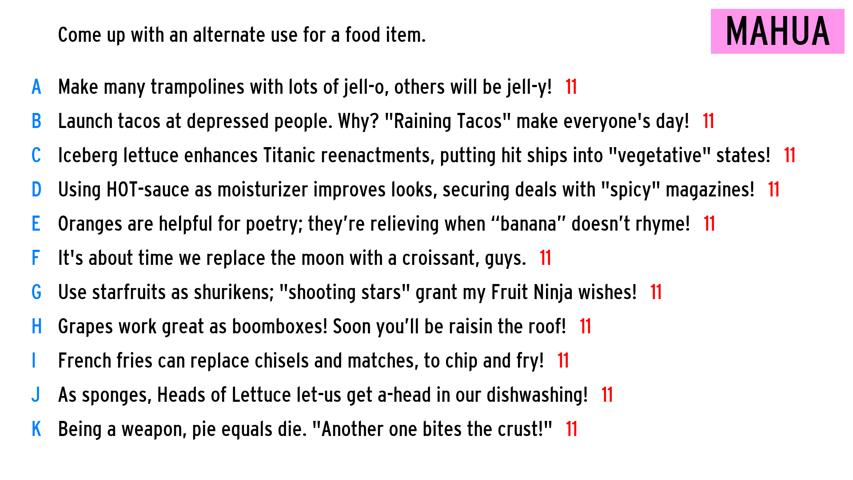 Come up with an alternate use for a food item.
MAHUA
A Make many trampolines with lots of jell-o, others will be jell-y! 11
B Launch tacos at depressed people. Why? "Raining Tacos" make everyone's day! 11
C Iceberg lettuce enhances Titanic reenactments, putting hit ships into "vegetative" states! 11
D Using HOT-sauce as moisturizer improves looks, securing deals with "spicy" magazines! 11
E Oranges are helpful for poetry; they’re relieving when “banana” doesn’t rhyme! 11
F It's about time we replace the moon with a croissant, guys. 11
G Use starfruits as shurikens; "shooting stars" grant my Fruit Ninja wishes! 11
H Grapes work great as boomboxes! Soon you’ll be raisin the roof! 11
I French fries can replace chisels and matches, to chip and fry! 11
J As sponges, Heads of Lettuce let-us get a-head in our dishwashing! 11
K Being a weapon, pie equals die. "Another one bites the crust!" 11